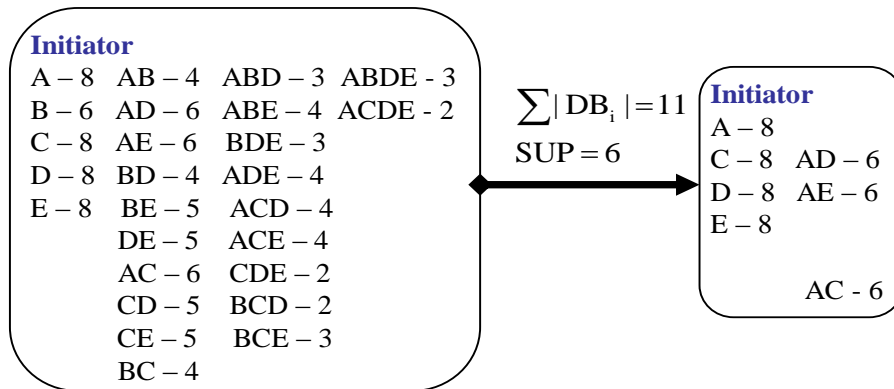 Initiator
A – 8 AB – 4 ABD – 3 ABDE - 3
B – 6 AD – 6 ABE – 4 ACDE - 2
C – 8 AE – 6 BDE – 3
D – 8 BD – 4 ADE – 4
E – 8 BE – 5 ACD – 4
DE – 5 ACE – 4
AC – 6 CDE – 2
CD – 5 BCD – 2
CE – 5 BCE – 3
BC – 4
∑| DBᵢ |=11
SUP = 6
Initiator
A – 8
C – 8 AD – 6
D – 8 AE – 6
E – 8
AC - 6